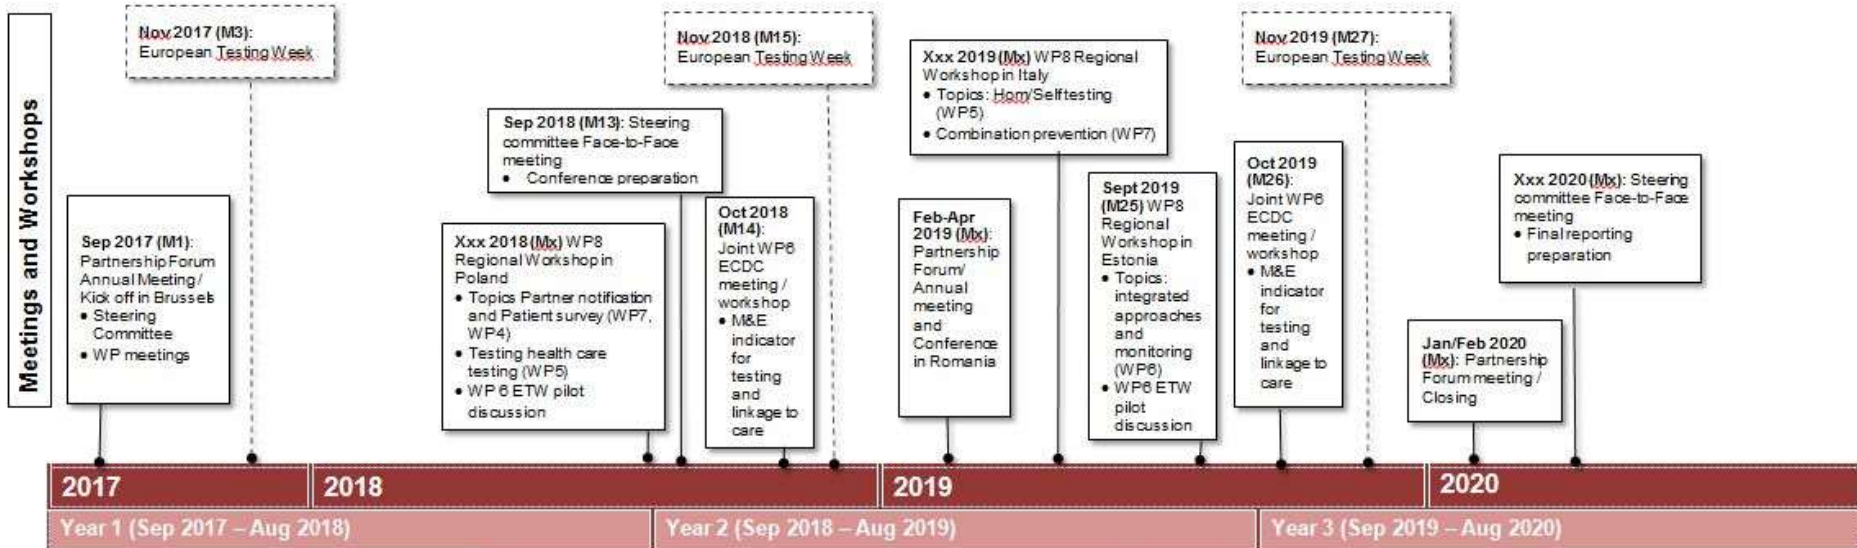 Meetings and Workshops
Nov 2017 (M3):
European Testing Week
Sep 2017 (M1):
Partnership Forum
Annual Meeting /
Kick off in Brussels
• Steering
Committee
• WP meetings
Sep 2018 (M13): Steering
committee Face-to-Face
meeting
• Conference preparation
Xxx 2018 (Mx) WP8
Regional Workshop in
Poland
• Topics Partner notification
and Patient survey (WP7,
WP4)
• Testing health care
testing (WP5)
• WP 6 ETW pilot
discussion
Nov 2018 (M15):
European Testing Week
Oct 2018
(M14):
Joint WP6
ECDC
meeting /
workshop
• M&E
indicator
for
testing
and
linkage to
care
Xxx 2019 (Mx) WP8 Regional
Workshop in Italy
• Topics: Hom/Selftesting
(WP5)
• Combination prevention (WP7)
Feb-Apr
2019 (Mx):
Partnership
Forum/
Annual
meeting
and
Conference
in Romania
Sept 2019
(M25) WP8
Regional
Workshop in
Estonia
• Topics:
integrated
approaches
and
monitoring
(WP6)
• WP6 ETW
pilot
discussion
Nov 2019 (M27):
European Testing Week
Oct 2019
(M26):
Joint WP6
ECDC
meeting /
workshop
• M&E
indicator
for
testing
and
linkage to
care
Xxx 2020 (Mx): Steering
committee Face-to-Face
meeting
• Final reporting
preparation
Jan/Feb 2020
(Mx): Partnership
Forum meeting /
Closing
2017
2018
2019
2020
Year 1 (Sep 2017 – Aug 2018)
Year 2 (Sep 2018 – Aug 2019)
Year 3 (Sep 2019 – Aug 2020)